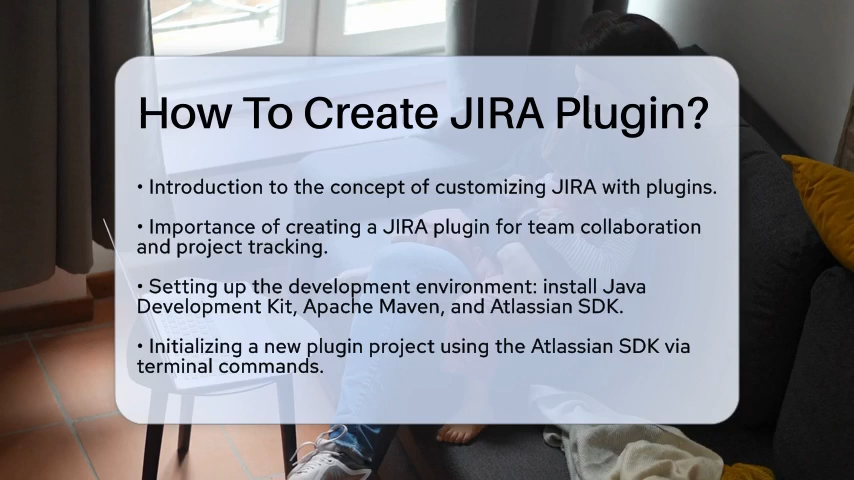 How To Create JIRA Plugin?
• Introduction to the concept of customizing JIRA with plugins.
• Importance of creating a JIRA plugin for team collaboration
and project tracking.
• Setting up the development environment: install Java
Development Kit, Apache Maven, and Atlassian SDK.
• Initializing a new plugin project using the Atlassian SDK via
terminal commands.